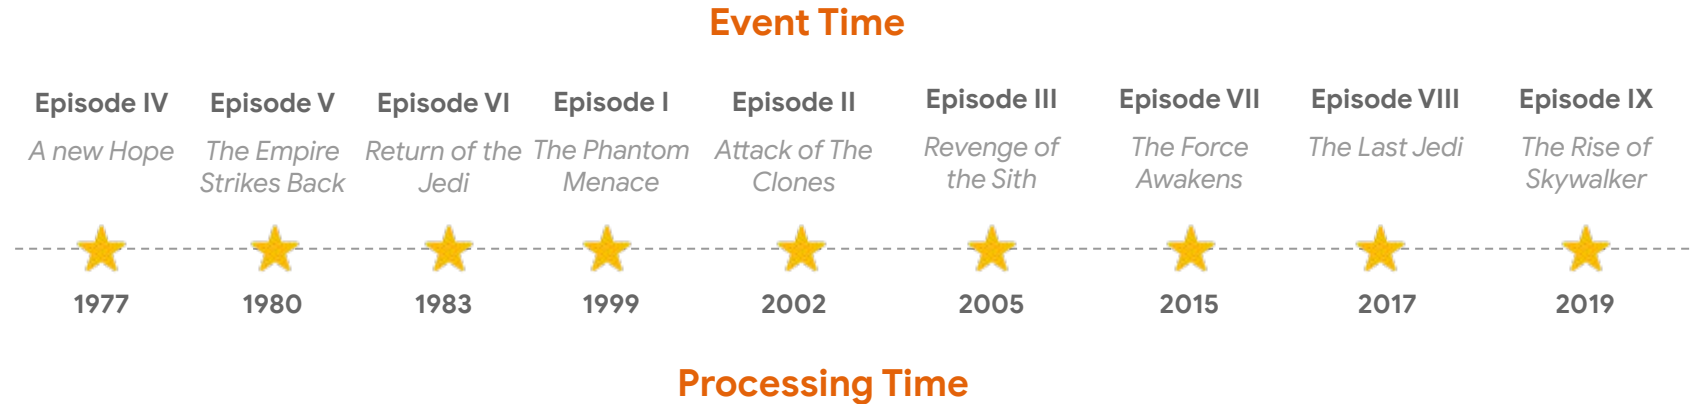 Event Time
Episode IV
A new Hope
Episode V
The Empire
Strikes Back
Episode VI
Return of the
Jedi
Episode I
The Phantom
Menace
Episode II
Attack of The
Clones
Episode III
Revenge of
the Sith
Episode VII
The Force
Awakens
Episode VIII
The Last Jedi
Episode IX
The Rise of
Skywalker
1977
1980
1983
1999
2002
2005
2015
2017
2019
Processing Time